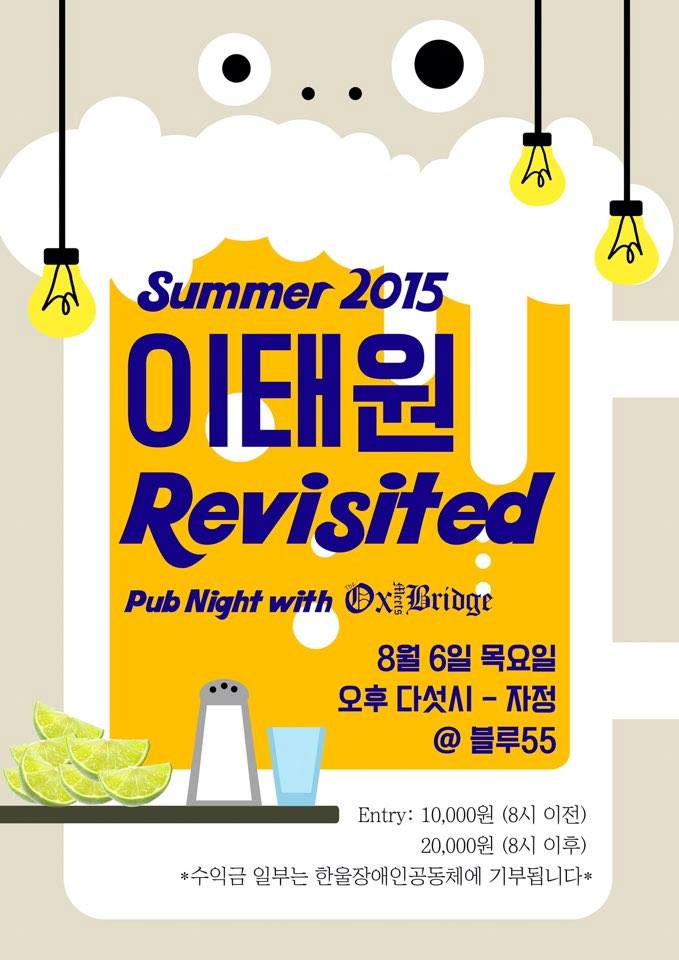 Summer 2015
이태원
Revisited
Pub Night with The Ox Meets Bridge
8월 6일 목요일
오후 다섯시 - 자정
@ 블루55
Entry: 10,000원 (8시 이전)
20,000원 (8시 이후)
*수익금 일부는 한울장애인공동체에 기부됩니다*